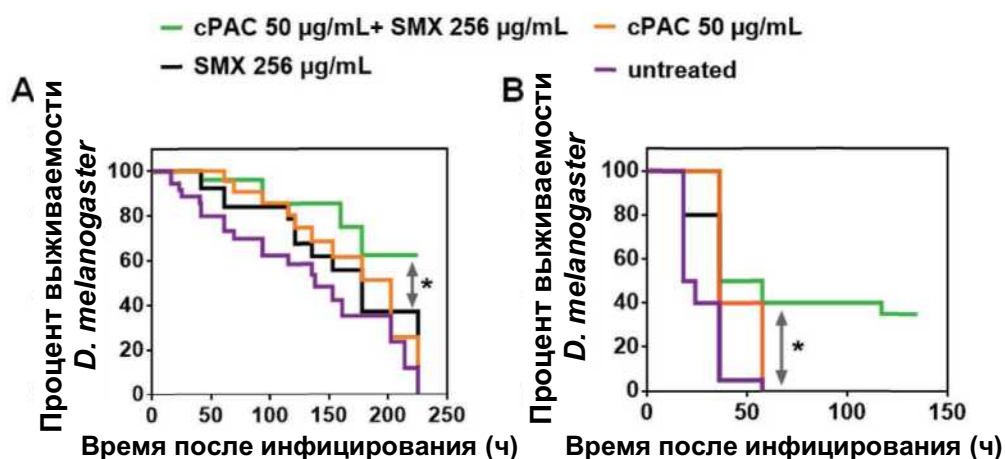 cPAC 50 µg/mL+ SMX 256 µg/mL
cPAC 50 µg/mL
SMX 256 µg/mL
untreated
A
Процент выживаемости
D. melanogaster
100
80
60
40
20
0
*
0 50 100 150 200 250
Время после инфицирования (ч)
B
Процент выживаемости
D. melanogaster
100
80
60
40
20
0
*
0 50 100 150
Время после инфицирования (ч)